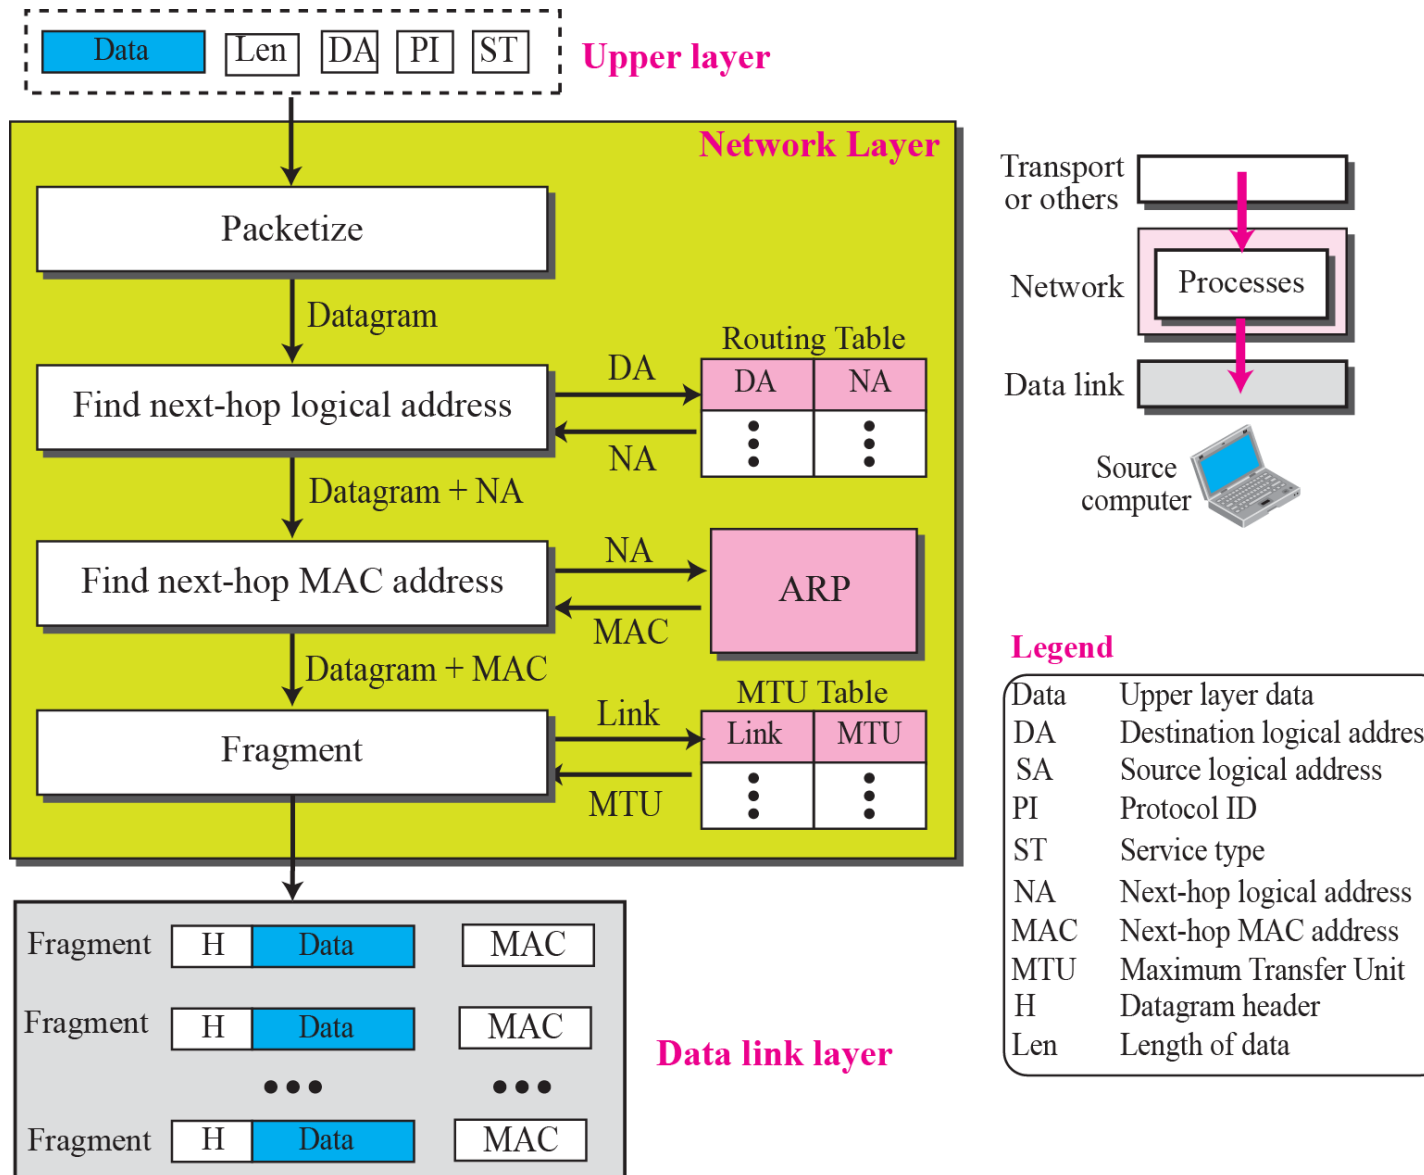 Data Len DA PI ST
Upper layer
Network Layer
Packetize
Datagram
Find next-hop logical address
DA
NA
Routing Table
DA NA
Datagram + NA
Find next-hop MAC address
NA
MAC
ARP
Datagram + MAC
Fragment
Link
MTU
MTU Table
Link MTU
Fragment H Data MAC
Fragment H Data MAC
Fragment H Data MAC
Data link layer
Transport
or others
Network
Processes
Data link
Source
computer
Legend
Data Upper layer data
DA Destination logical addres
SA Source logical address
PI Protocol ID
ST Service type
NA Next-hop logical address
MAC Next-hop MAC address
MTU Maximum Transfer Unit
H Datagram header
Len Length of data